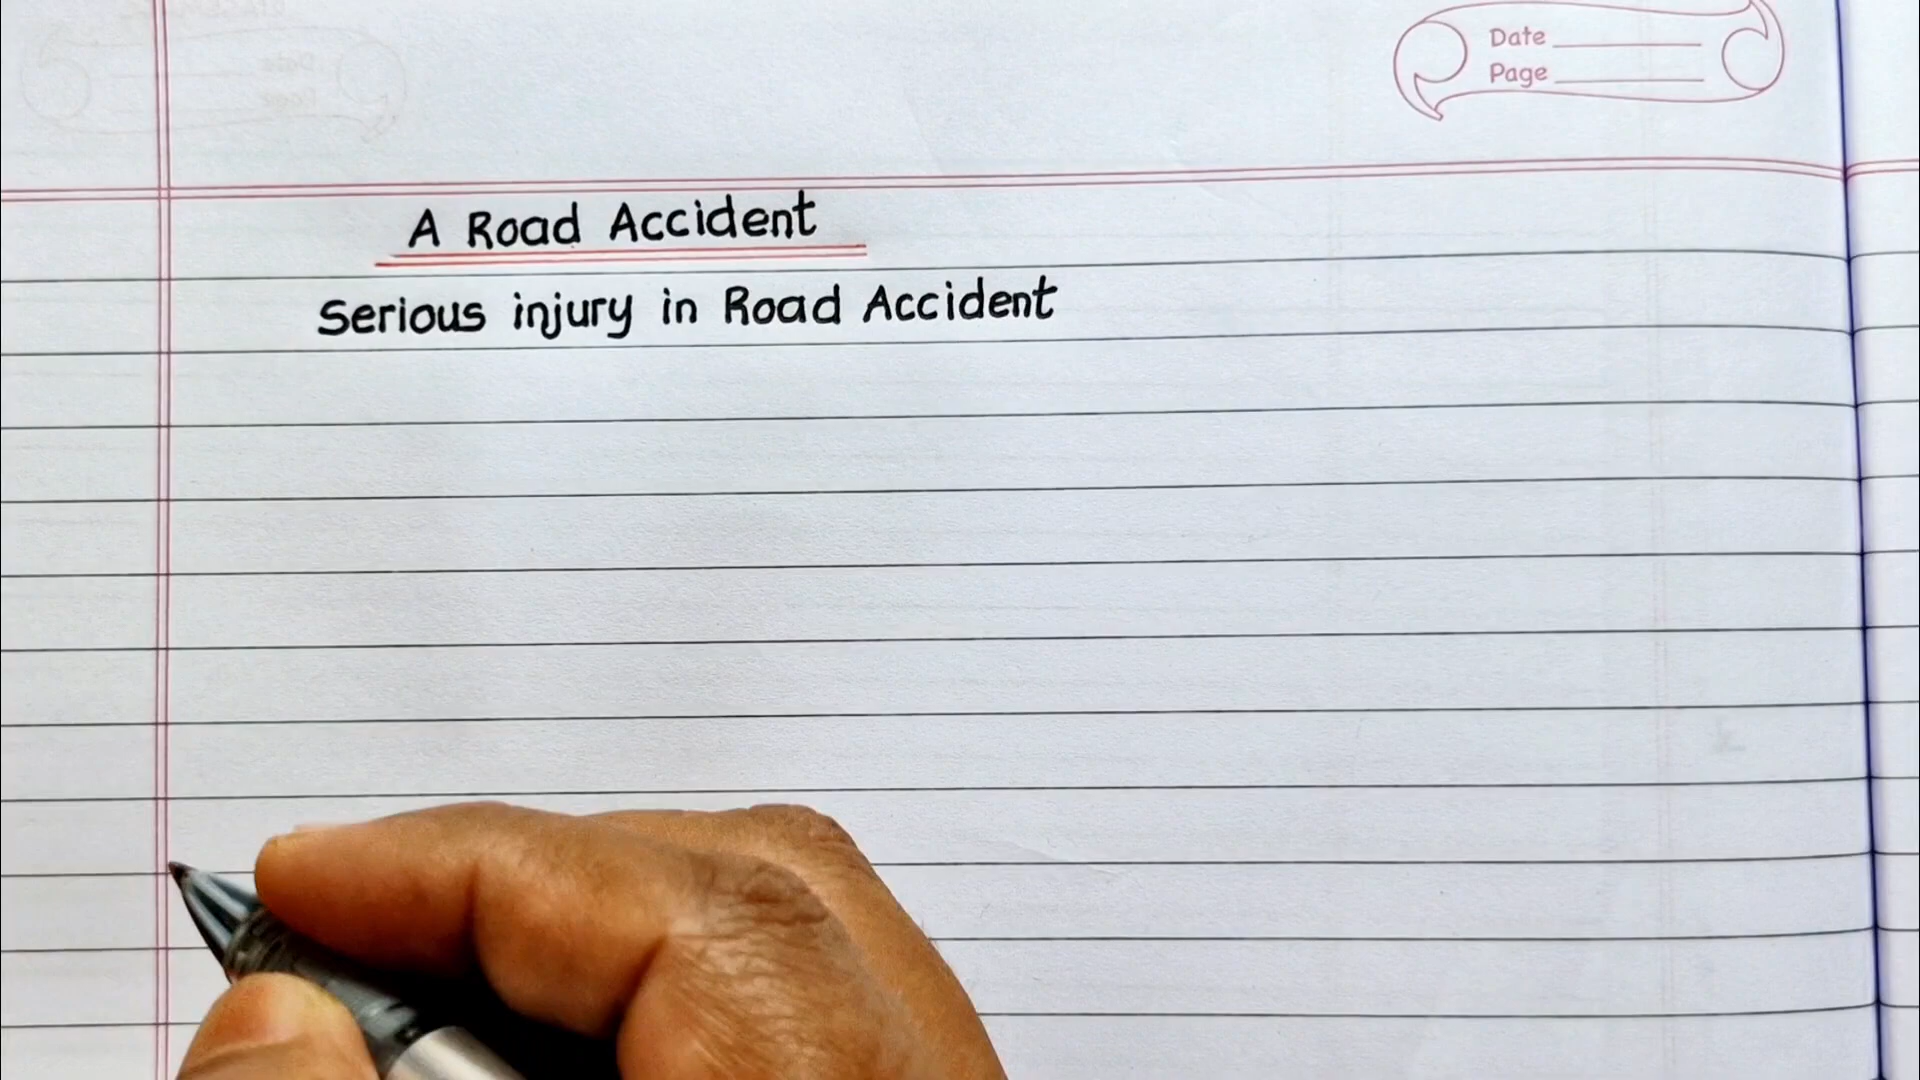 Date
Page
A Road Accident
Serious injury in Road Accident